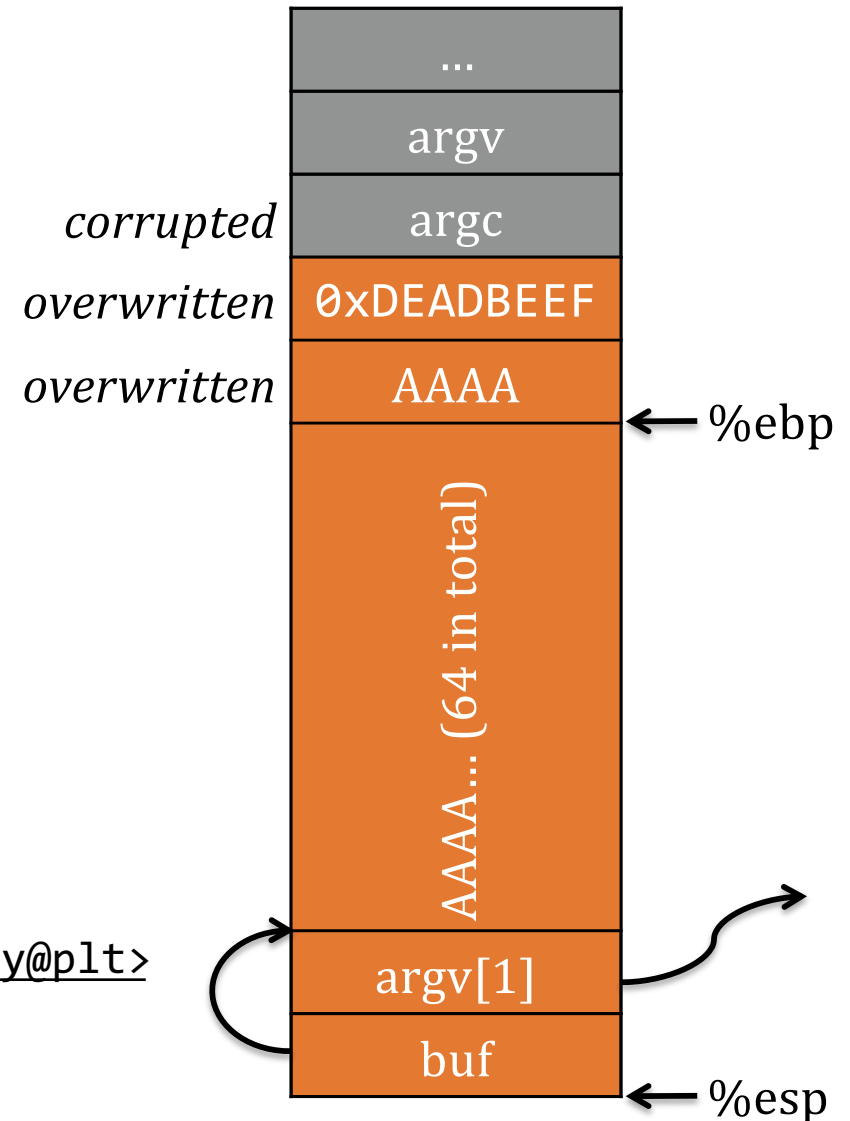 ...
argv
corrupted argc
overwritten 0xDEADBEEF
overwritten AAAA
%ebp
AAAA... (64 in total)
y@plt>
argv[1]
buf
%esp